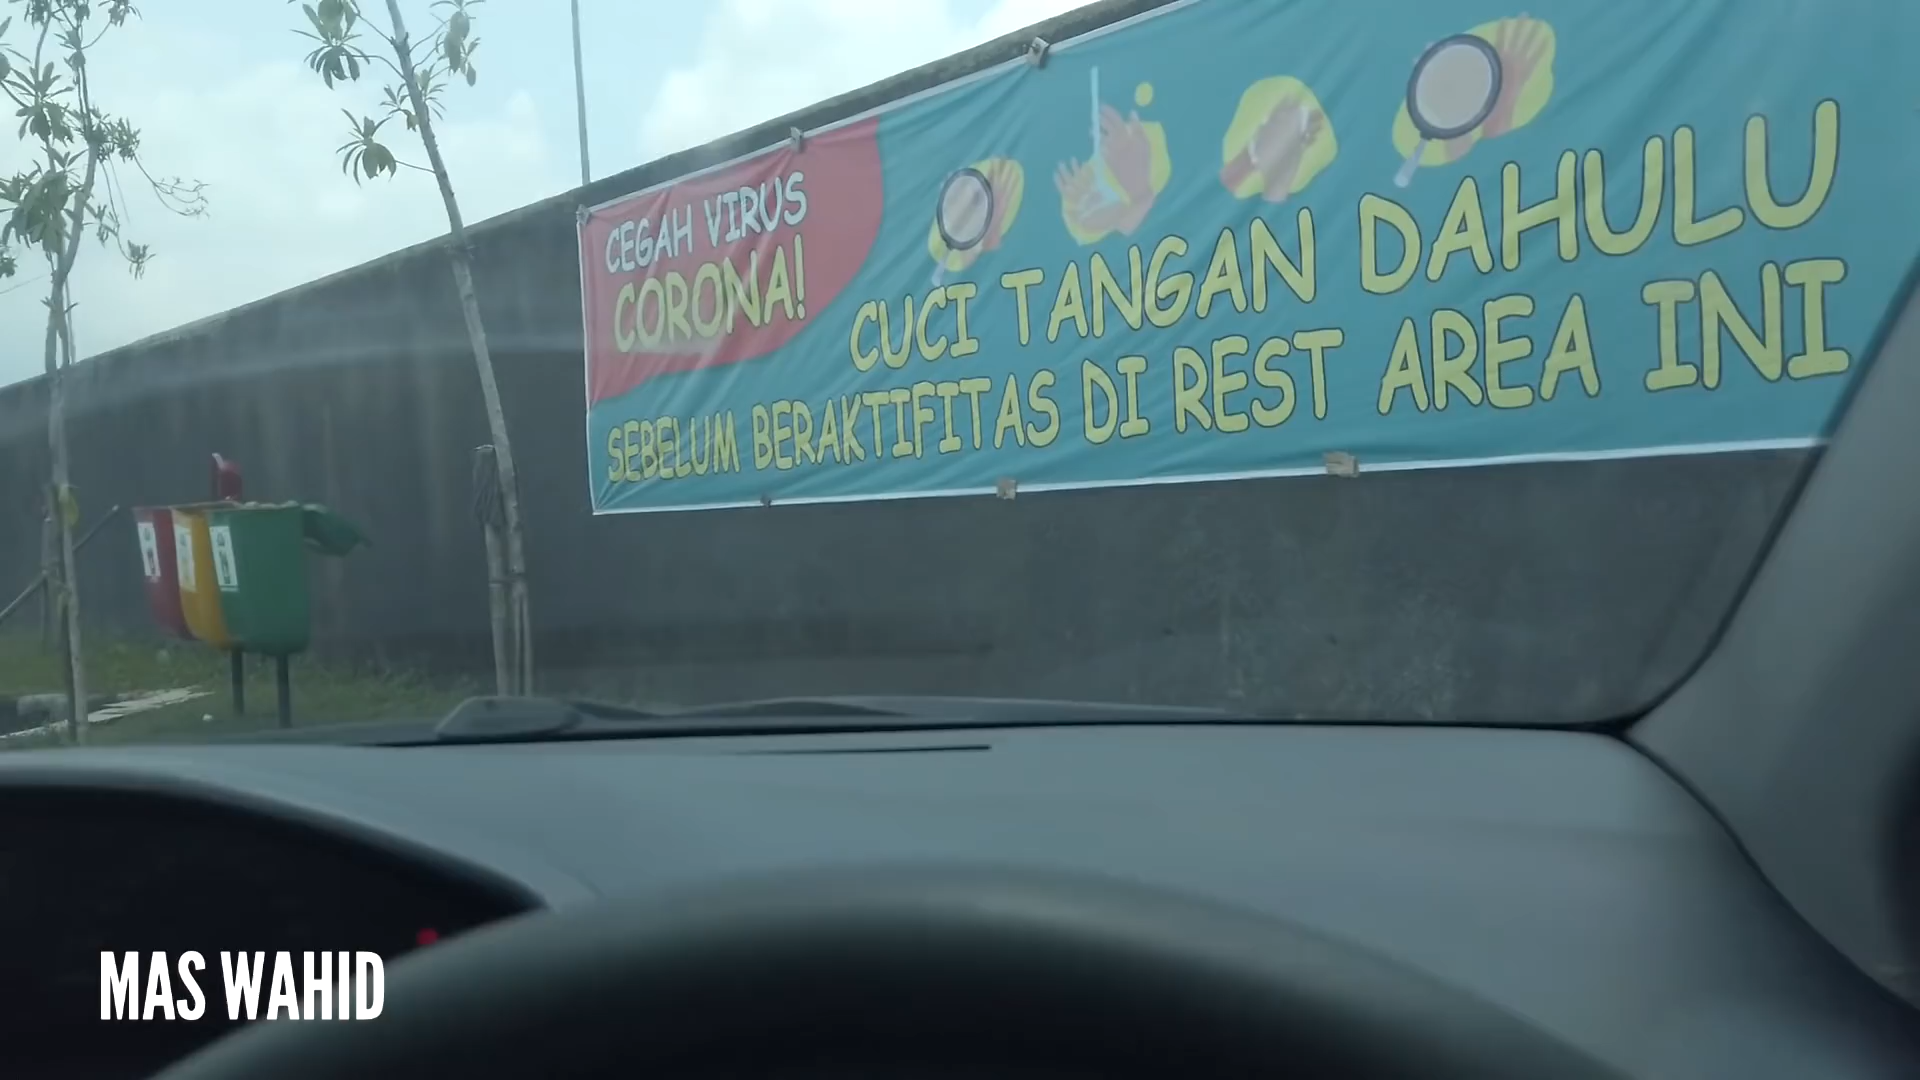 CEGAH VIRUS
CORONA!
CUCI TANGAN DAHULU
SEBELUM BERAKTIFITAS DI REST AREA INI
MAS WAHID